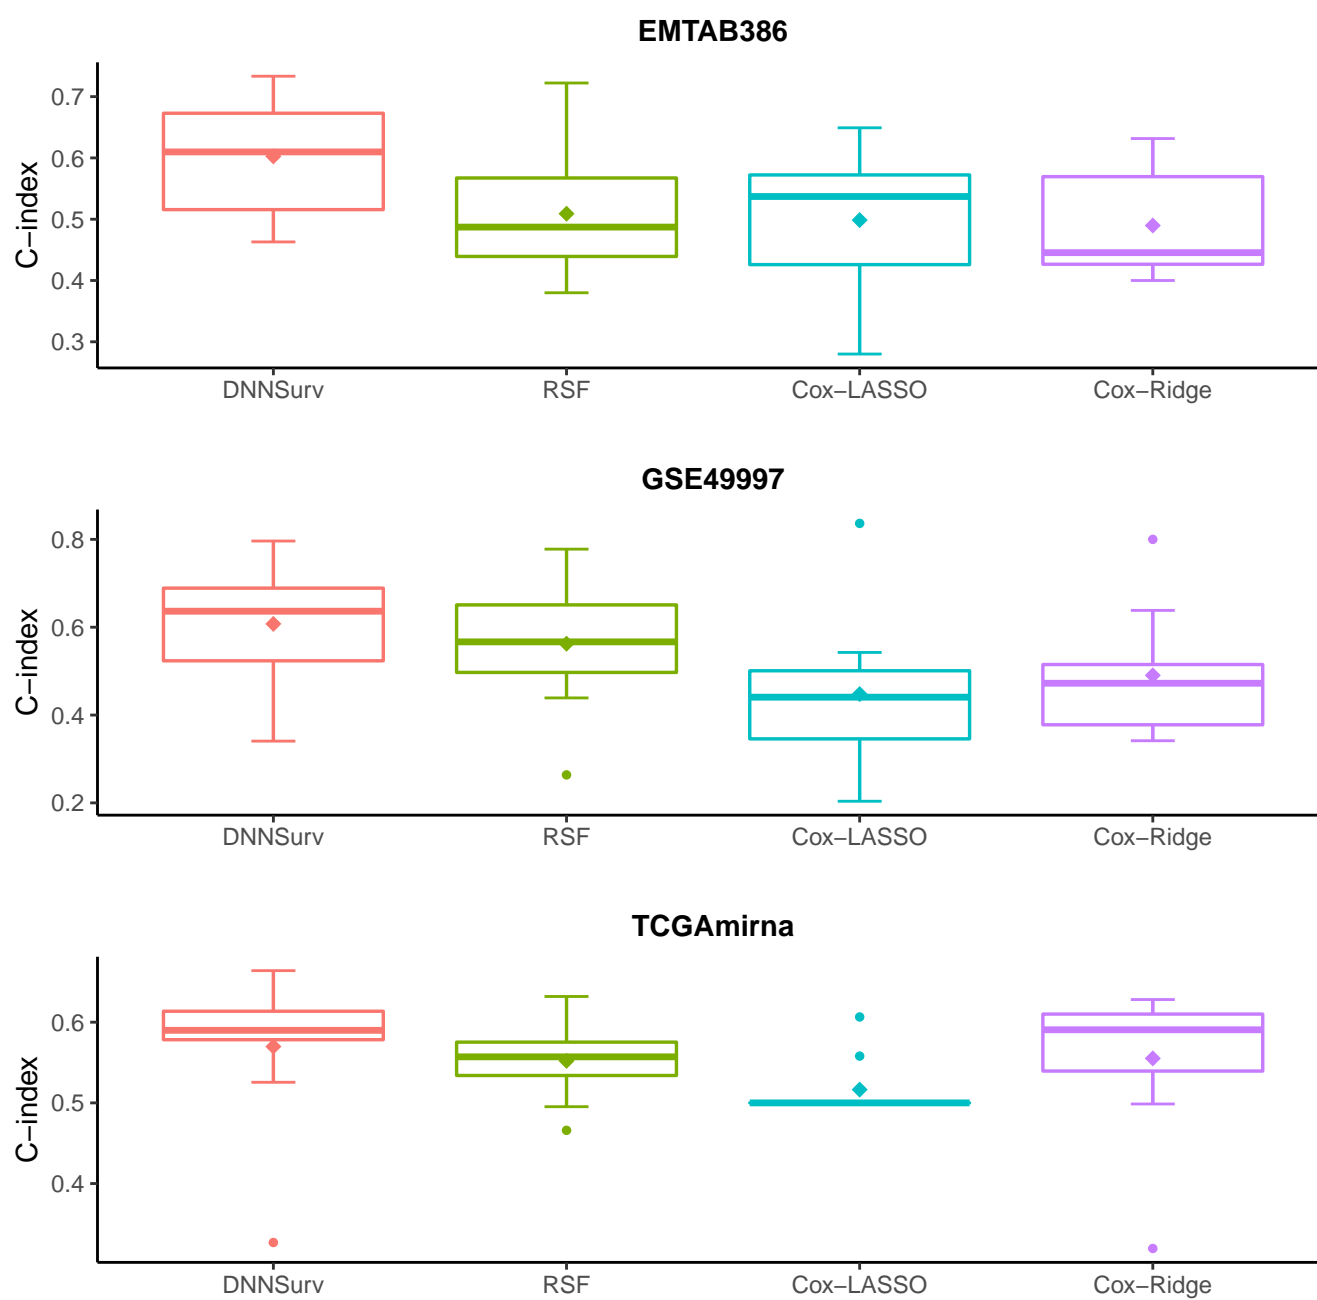 EMTAB386
C−index
0.7
0.6
0.5
0.4
0.3
DNNSurv RSF Cox−LASSO Cox−Ridge
GSE49997
C−index
0.8
0.6
0.4
0.2
DNNSurv RSF Cox−LASSO Cox−Ridge
TCGAmirna
C−index
0.6
0.5
0.4
DNNSurv RSF Cox−LASSO Cox−Ridge